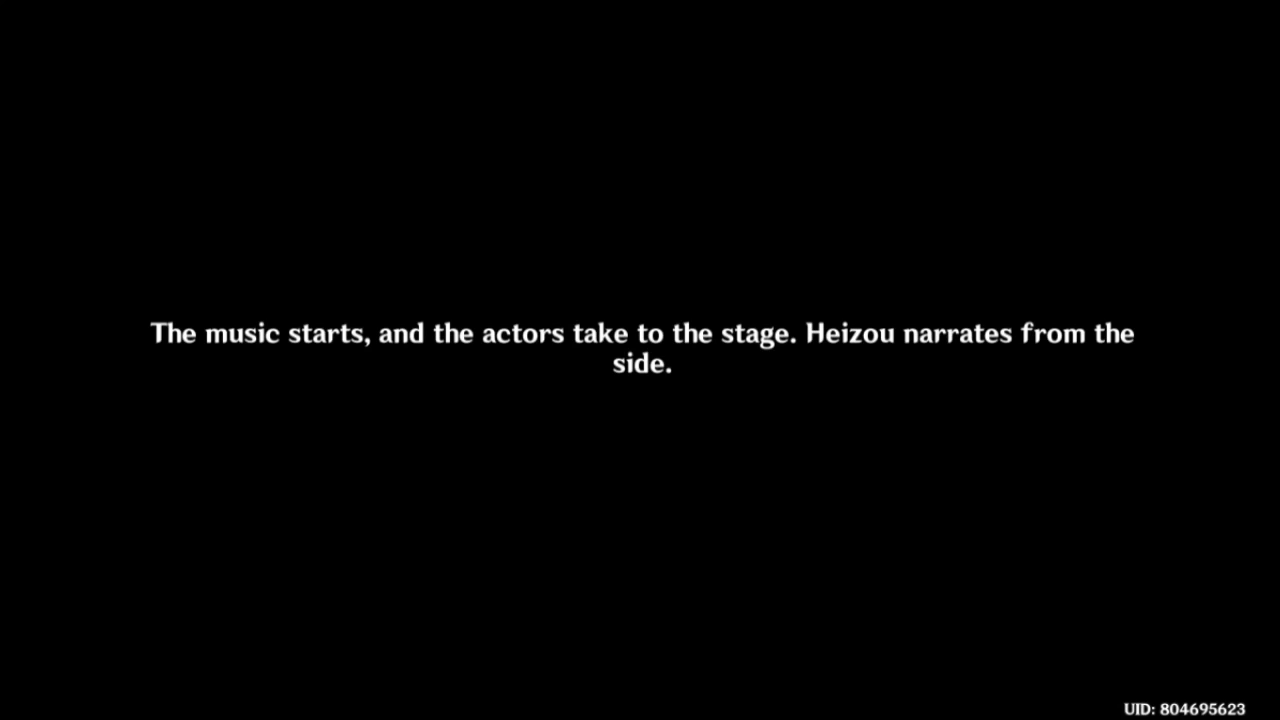 The music starts, and the actors take to the stage. Heizou narrates from the
side.
UID: 804695623